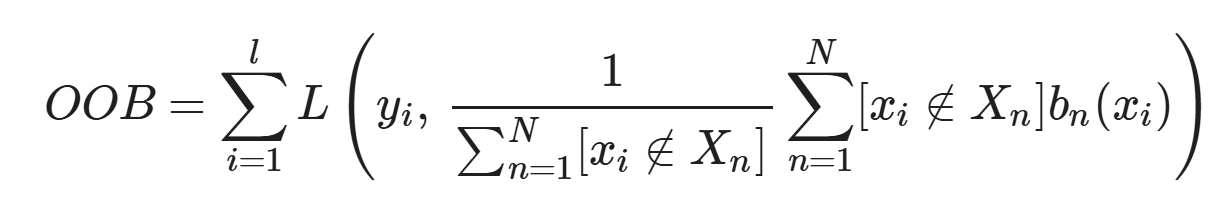 OOB = \sum_{i=1}^{l} L \left( y_i, \frac{1}{\sum_{n=1}^{N} [x_i \notin X_n]} \sum_{n=1}^{N} [x_i \notin X_n] b_n(x_i) \right)